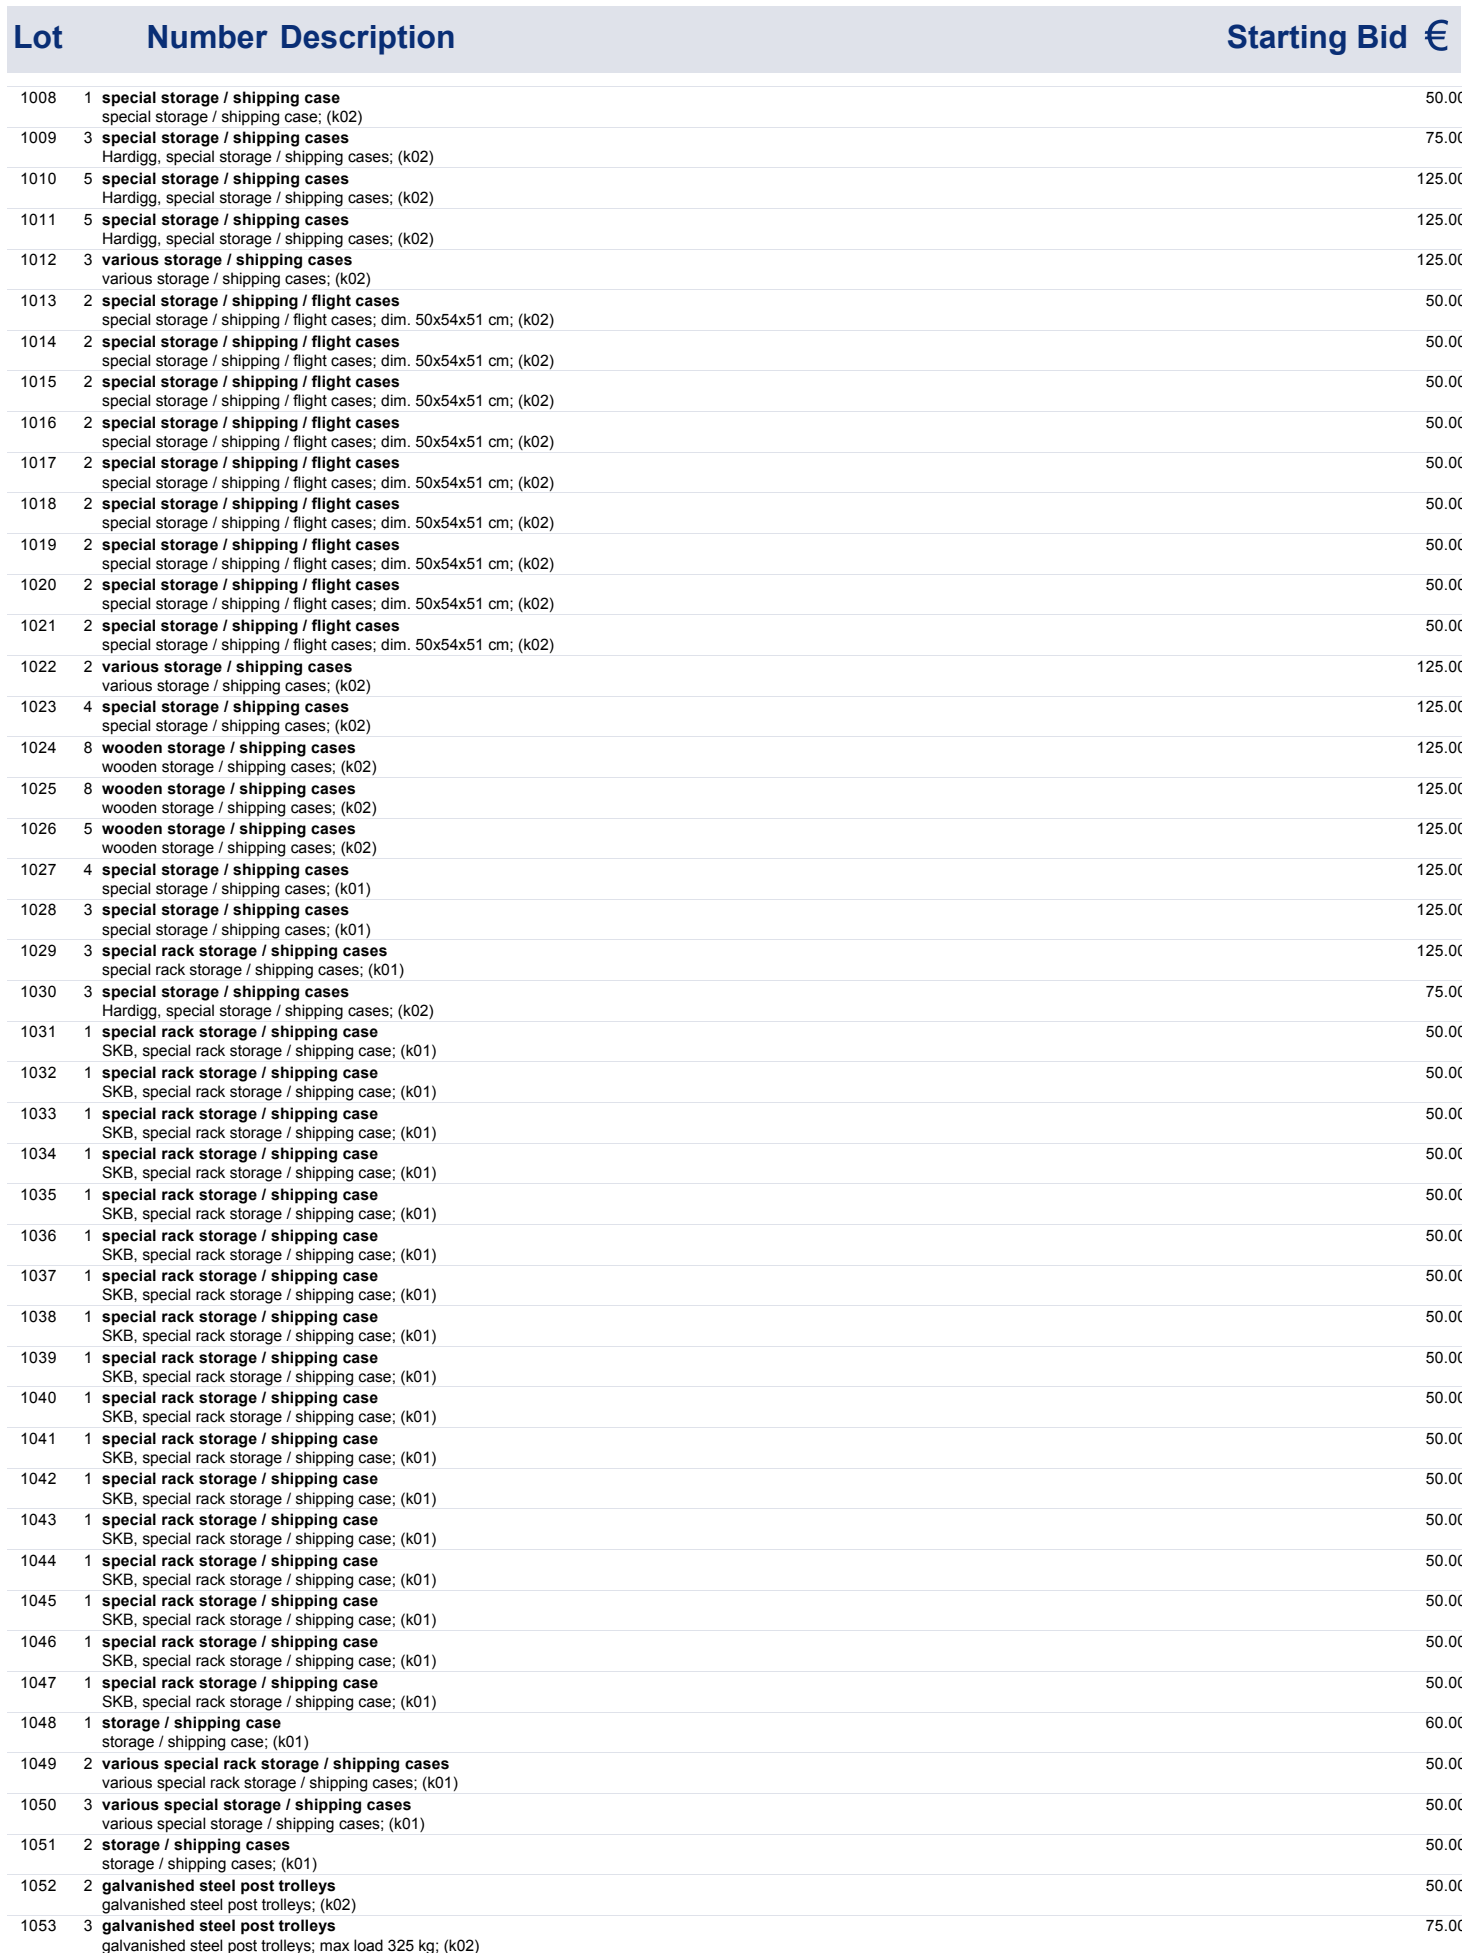 Lot Number Description Starting Bid €
1008 1 special storage / shipping case 50.00
special storage / shipping case; (k02)
1009 3 special storage / shipping cases 75.00
Hardigg, special storage / shipping cases; (k02)
1010 5 special storage / shipping cases 125.00
Hardigg, special storage / shipping cases; (k02)
1011 5 special storage / shipping cases 125.00
Hardigg, special storage / shipping cases; (k02)
1012 3 various storage / shipping cases 125.00
various storage / shipping cases; (k02)
1013 2 special storage / shipping / flight cases 50.00
special storage / shipping / flight cases; dim. 50x54x51 cm; (k02)
1014 2 special storage / shipping / flight cases 50.00
special storage / shipping / flight cases; dim. 50x54x51 cm; (k02)
1015 2 special storage / shipping / flight cases 50.00
special storage / shipping / flight cases; dim. 50x54x51 cm; (k02)
1016 2 special storage / shipping / flight cases 50.00
special storage / shipping / flight cases; dim. 50x54x51 cm; (k02)
1017 2 special storage / shipping / flight cases 50.00
special storage / shipping / flight cases; dim. 50x54x51 cm; (k02)
1018 2 special storage / shipping / flight cases 50.00
special storage / shipping / flight cases; dim. 50x54x51 cm; (k02)
1019 2 special storage / shipping / flight cases 50.00
special storage / shipping / flight cases; dim. 50x54x51 cm; (k02)
1020 2 special storage / shipping / flight cases 50.00
special storage / shipping / flight cases; dim. 50x54x51 cm; (k02)
1021 2 special storage / shipping / flight cases 50.00
special storage / shipping / flight cases; dim. 50x54x51 cm; (k02)
1022 2 various storage / shipping cases 125.00
various storage / shipping cases; (k02)
1023 4 special storage / shipping cases 125.00
special storage / shipping cases; (k02)
1024 8 wooden storage / shipping cases 125.00
wooden storage / shipping cases; (k02)
1025 8 wooden storage / shipping cases 125.00
wooden storage / shipping cases; (k02)
1026 5 wooden storage / shipping cases 125.00
wooden storage / shipping cases; (k02)
1027 4 special storage / shipping cases 125.00
special storage / shipping cases; (k01)
1028 3 special storage / shipping cases 125.00
special storage / shipping cases; (k01)
1029 3 special rack storage / shipping cases 125.00
special rack storage / shipping cases; (k01)
1030 3 special storage / shipping cases 75.00
Hardigg, special storage / shipping cases; (k02)
1031 1 special rack storage / shipping case 50.00
SKB, special rack storage / shipping case; (k01)
1032 1 special rack storage / shipping case 50.00
SKB, special rack storage / shipping case; (k01)
1033 1 special rack storage / shipping case 50.00
SKB, special rack storage / shipping case; (k01)
1034 1 special rack storage / shipping case 50.00
SKB, special rack storage / shipping case; (k01)
1035 1 special rack storage / shipping case 50.00
SKB, special rack storage / shipping case; (k01)
1036 1 special rack storage / shipping case 50.00
SKB, special rack storage / shipping case; (k01)
1037 1 special rack storage / shipping case 50.00
SKB, special rack storage / shipping case; (k01)
1038 1 special rack storage / shipping case 50.00
SKB, special rack storage / shipping case; (k01)
1039 1 special rack storage / shipping case 50.00
SKB, special rack storage / shipping case; (k01)
1040 1 special rack storage / shipping case 50.00
SKB, special rack storage / shipping case; (k01)
1041 1 special rack storage / shipping case 50.00
SKB, special rack storage / shipping case; (k01)
1042 1 special rack storage / shipping case 50.00
SKB, special rack storage / shipping case; (k01)
1043 1 special rack storage / shipping case 50.00
SKB, special rack storage / shipping case; (k01)
1044 1 special rack storage / shipping case 50.00
SKB, special rack storage / shipping case; (k01)
1045 1 special rack storage / shipping case 50.00
SKB, special rack storage / shipping case; (k01)
1046 1 special rack storage / shipping case 50.00
SKB, special rack storage / shipping case; (k01)
1047 1 special rack storage / shipping case 50.00
SKB, special rack storage / shipping case; (k01)
1048 1 storage / shipping case 60.00
storage / shipping case; (k01)
1049 2 various special rack storage / shipping cases 50.00
various special rack storage / shipping cases; (k01)
1050 3 various special storage / shipping cases 50.00
various special storage / shipping cases; (k01)
1051 2 storage / shipping cases 50.00
storage / shipping cases; (k01)
1052 2 galvanished steel post trolleys 50.00
galvanished steel post trolleys; (k02)
1053 3 galvanished steel post trolleys 75.00
galvanished steel post trolleys; max load 325 kg; (k02)